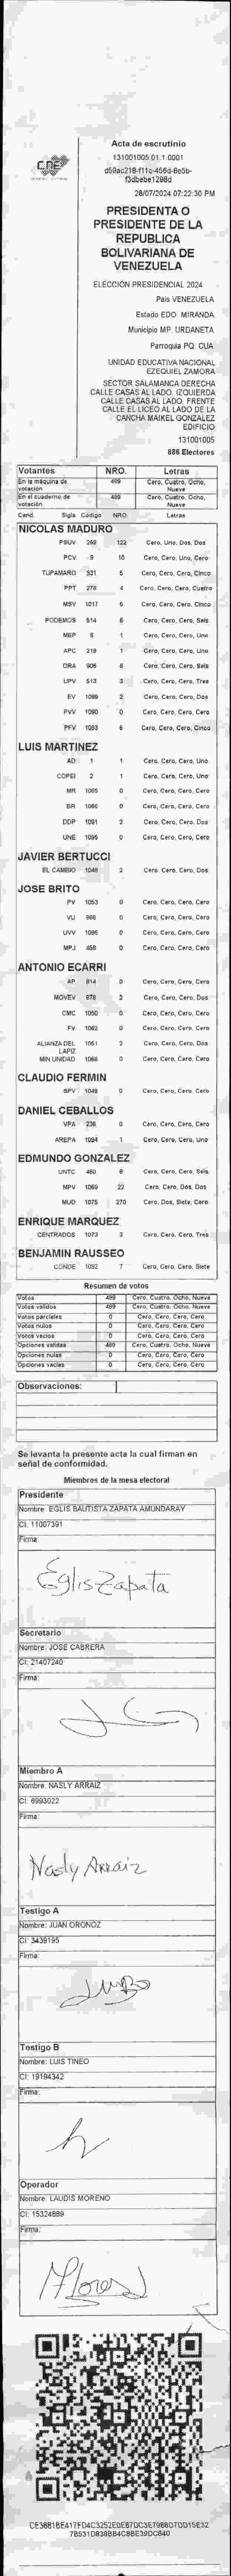 CNE
Acta de escrutinio
131001005.01.1.0001
28/07/2024 07:22:30 PM
PRESIDENTA O
PRESIDENTE DE LA
REPUBLICA
BOLIVARIANA DE
VENEZUELA
ELECCIÓN PRESIDENCIAL 2024
País VENEZUELA
Estado EDO. MIRANDA
Municipio MP. URDANETA
Parroquia PQ. CUA
UNIDAD EDUCATIVA NACIONAL
EZEQUIEL ZAMORA
SECTOR SALAMANCA DERECHA
CALLE CASAS AL LADO. IZQUIERDA
CALLE CASAS AL LADO. FRENTE
CALLE EL LICEO AL LADO DE LA
CANCHA MAIKEL GONZALEZ
EDIFICIO
131001005
886 Electores
Votantes NRO. Letras
En la máquina de votación 489 Cero, Cuatro, Ocho, Nueve
En el cuaderno de votación 489 Cero, Cuatro, Ocho, Nueve
Cand. Sigla Código NRO. Letras
NICOLAS MADURO
PSUV 122 Cero, Uno, Dos, Dos
PCV 9 10 Cero, Cero, Uno, Cero
TUPAMARO 331 5 Cero, Cero, Cero, Cinco
PPT 278 4 Cero, Cero, Cero, Cuatro
MSV 1017 Cero, Cero, Cero, Cinco
PODEMOS 514 6 Cero, Cero, Cero, Seis
MEP 1 Cero, Cero, Cero, Uno
APC 219 1 Cero, Cero, Cero, Uno
ORA 906 6 Cero, Cero, Cero, Seis
UPV 513 3 Cero, Cero, Cero, Tres
EV 1089 2 Cero, Cero, Cero, Dos
PVV 1090 0 Cero, Cero, Cero, Cero
PFV 1093 Cero, Cero, Cero, Cinco
LUIS MARTINEZ
AD 1 1 Cero, Cero, Cero, Uno
COPEI 2 1 Cero, Cero, Cero, Uno
MR 1065 0 Cero, Cero, Cero, Cero
BR 1066 0 Cero, Cero, Cero, Cero
DDP 1091 2 Cero, Cero, Cero, Dos
UNE 1095 0 Cero, Cero, Cero, Cero
JAVIER BERTUCCI
EL CAMBIO 1048 2 Cero, Cero, Cero, Dos
JOSE BRITO
PV 1053 0 Cero, Cero, Cero, Cero
VU 968 0 Cero, Cero, Cero, Cero
UVV 1096 0 Cero, Cero, Cero, Cero
MPJ 458 0 Cero, Cero, Cero, Cero
ANTONIO ECARRI
AP 814 0 Cero, Cero, Cero, Cero
MOVEV 978 2 Cero, Cero, Cero, Dos
CMC 1050 0 Cero, Cero, Cero, Cero
FV 1062 0 Cero, Cero, Cero, Cero
ALIANZA DEL LAPIZ 1051 2 Cero, Cero, Cero, Dos
MIN UNIDAD 1068 0 Cero, Cero, Cero, Cero
CLAUDIO FERMIN
SPV 1049 0 Cero, Cero, Cero, Cero
DANIEL CEBALLOS
VPA 236 0 Cero, Cero, Cero, Cero
AREPA 1094 1 Cero, Cero, Cero, Uno
EDMUNDO GONZALEZ
UNTC 460 6 Cero, Cero, Cero, Seis
MPV 1069 22 Cero, Cero, Dos, Dos
MUD 1075 270 Cero, Dos, Siete, Cero
ENRIQUE MARQUEZ
CENTRADOS 1073 3 Cero, Cero, Cero, Tres
BENJAMIN RAUSSEO
CONDE 1092 7 Cero, Cero, Cero, Siete
Resumen de votos
Votos 489 Cero, Cuatro, Ocho, Nueve
Votos válidos 489 Cero, Cuatro, Ocho, Nueve
Votos parciales 0 Cero, Cero, Cero, Cero
Votos nulos 0 Cero, Cero, Cero, Cero
Votos vacíos 0 Cero, Cero, Cero, Cero
Opciones válidas 489 Cero, Cuatro, Ocho, Nueve
Opciones nulas 0 Cero, Cero, Cero, Cero
Opciones vacías 0 Cero, Cero, Cero, Cero
Observaciones:
Se levanta la presente acta la cual firman en
señal de conformidad.
Miembros de la mesa electoral
Presidente
Nombre: EGLIS BAUTISTA ZAPATA AMUNDARAY
CI: 11007391
Firma:
Eglis Zapata
Secretario
Nombre: JOSE CABRERA
CI: 21407240
Firma:
Miembro A
Nombre: NASLY ARRAIZ
CI: 6993022
Firma:
Nasly Arraiz
Testigo A
Nombre: JUAN ORONOZ
CI: 3439195
Firma:
Testigo B
Nombre: LUIS TINEO
CI: 19194342
Firma:
Operador
Nombre: LAUDIS MORENO
CI: 15324889
Firma: